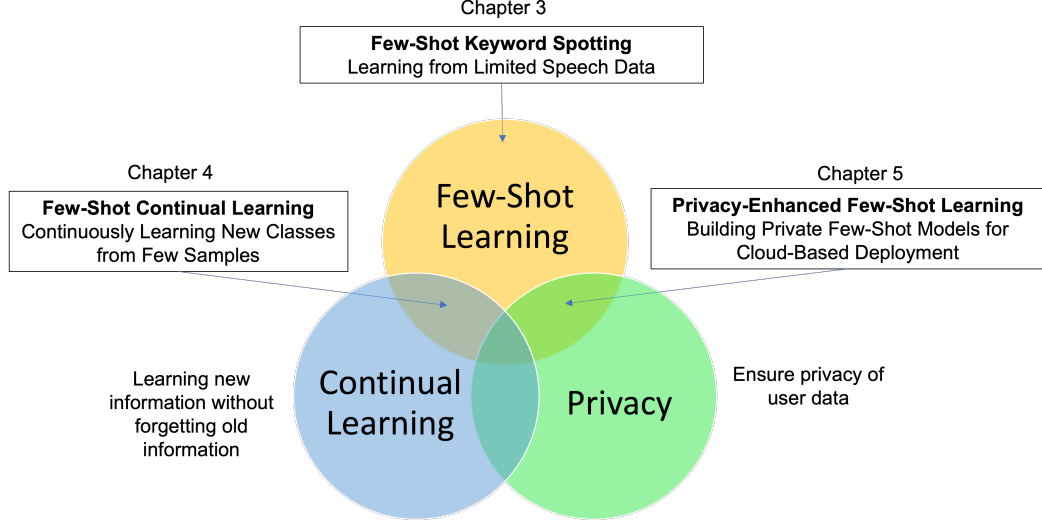 Chapter 3
Few-Shot Keyword Spotting
Learning from Limited Speech Data
Chapter 4
Few-Shot Continual Learning
Continuously Learning New Classes
from Few Samples
Chapter 5
Privacy-Enhanced Few-Shot Learning
Building Private Few-Shot Models for
Cloud-Based Deployment
Few-Shot
Learning
Continual
Learning
Privacy
Learning new
information without
forgetting old
information
Ensure privacy of
user data